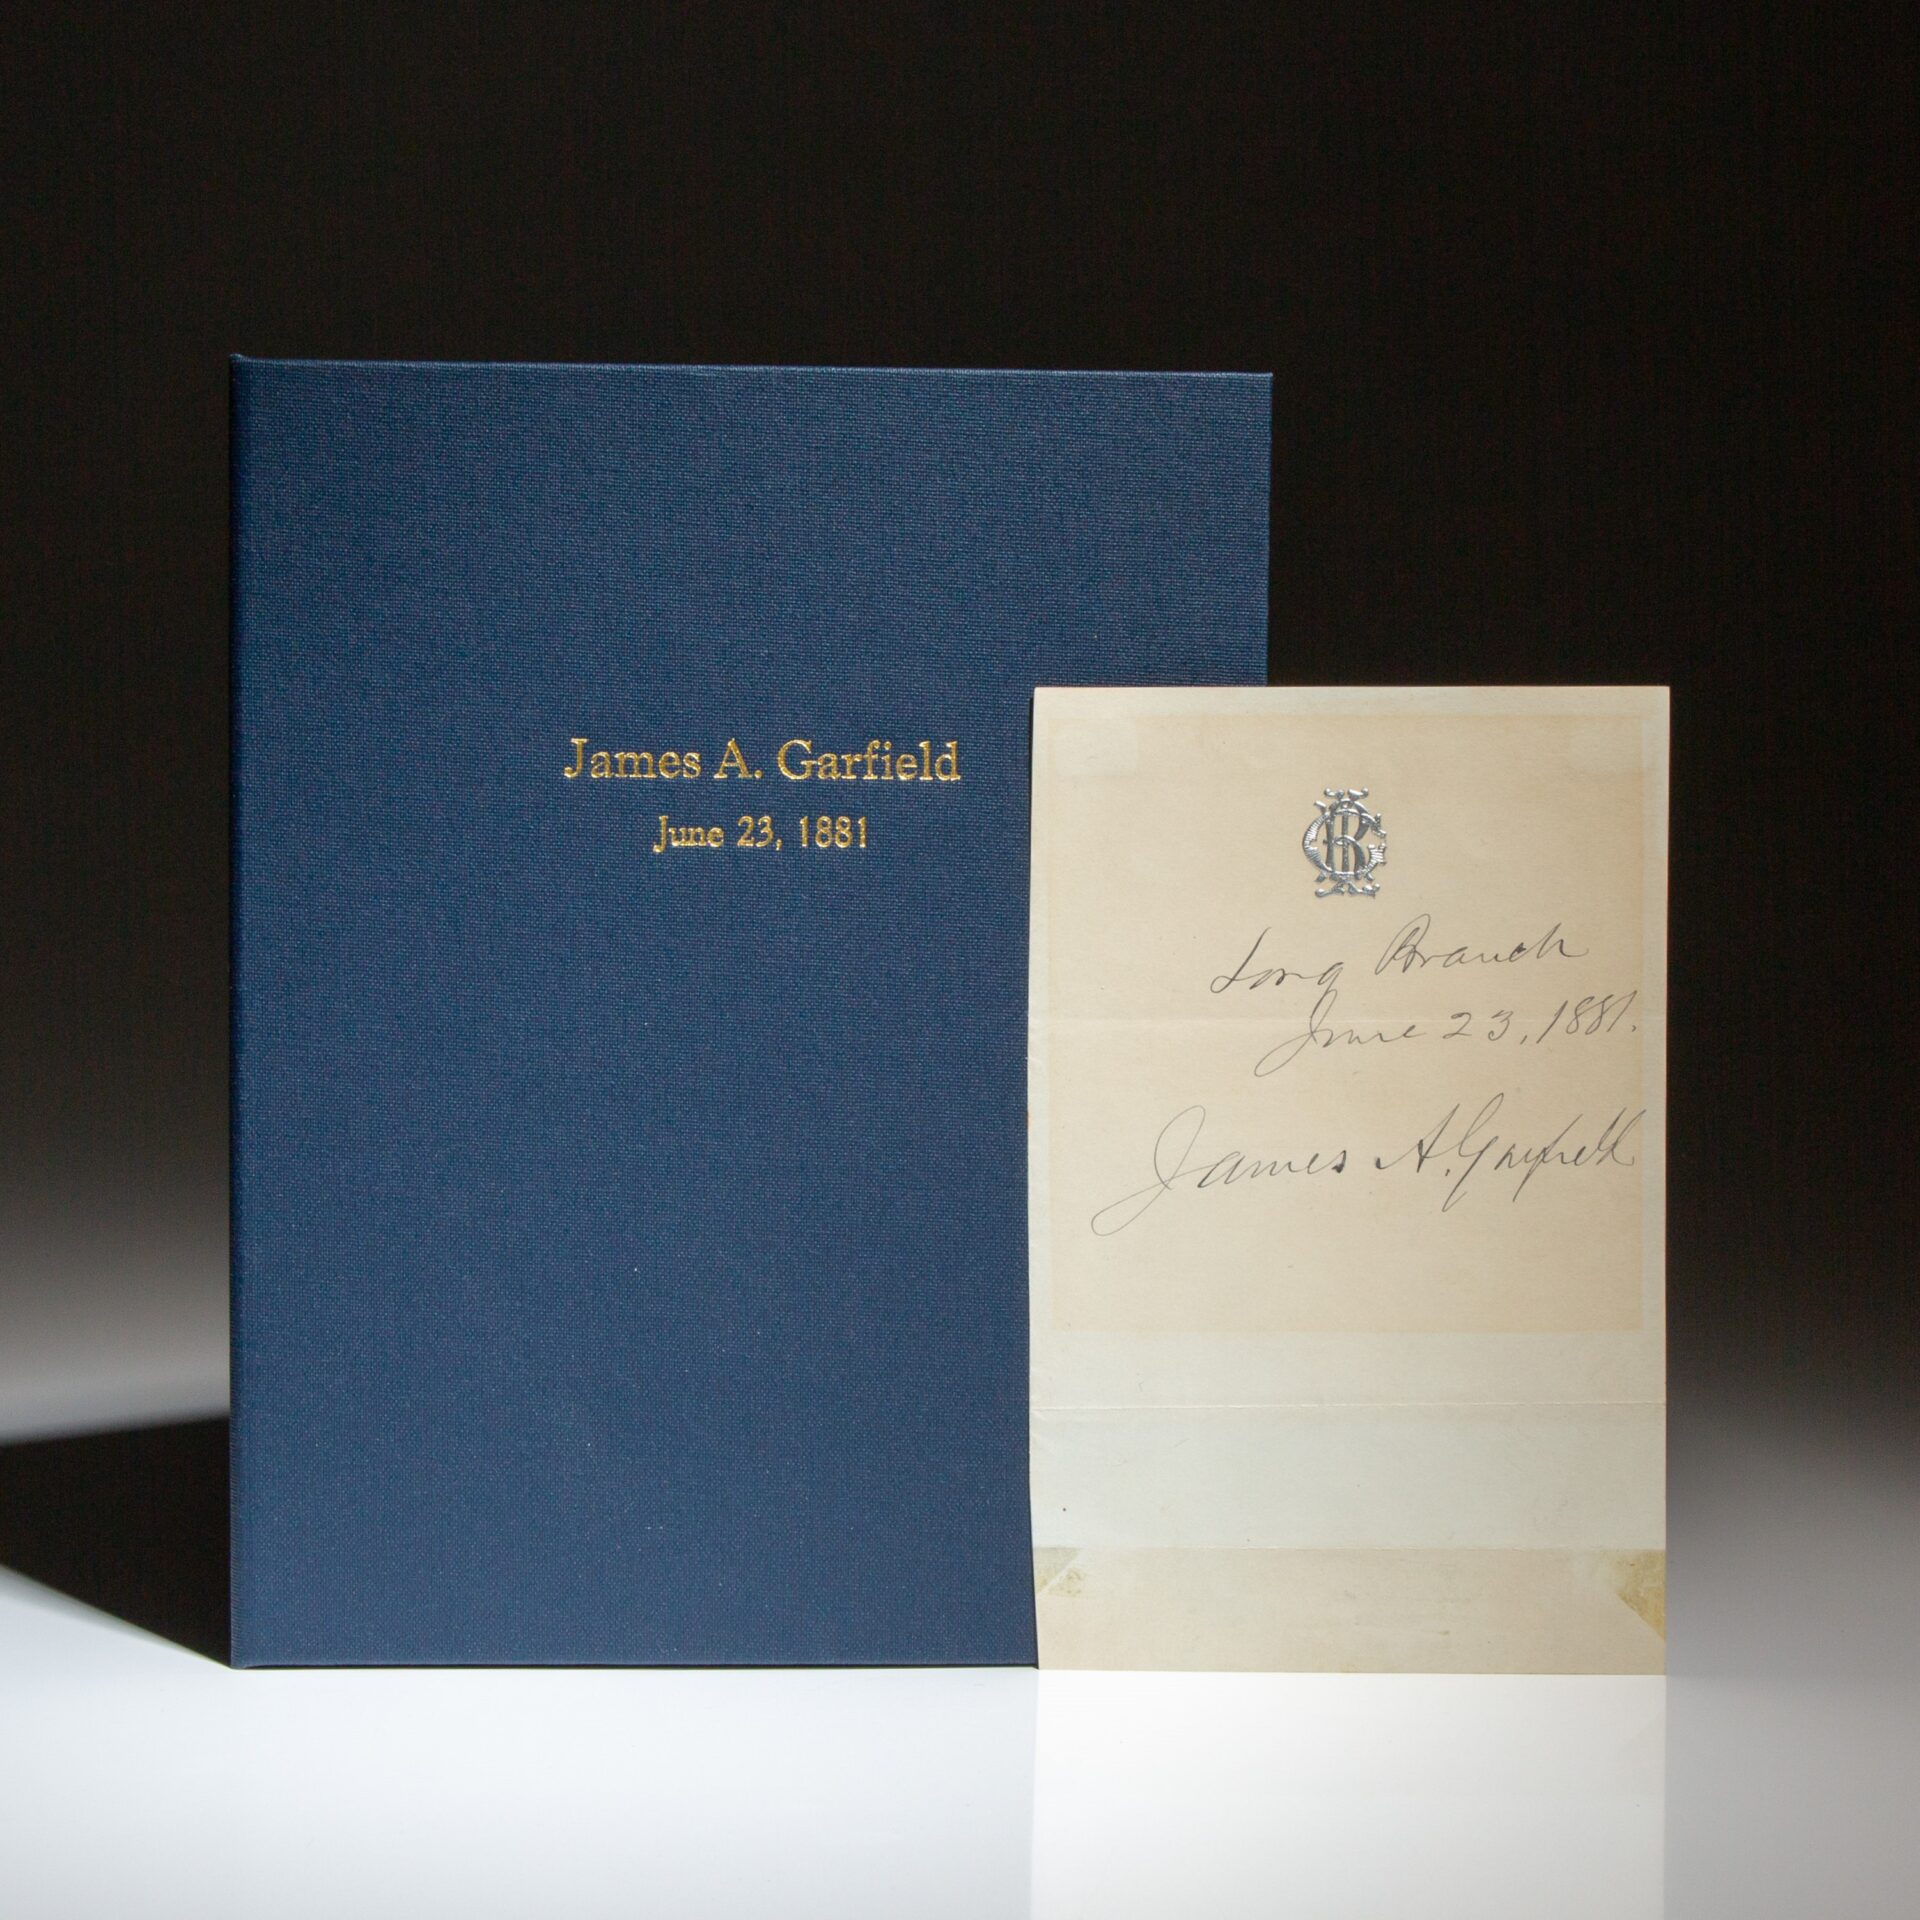 James A. Garfield
June 23, 1881
Long Branch
June 23, 1881.
James A. Garfield